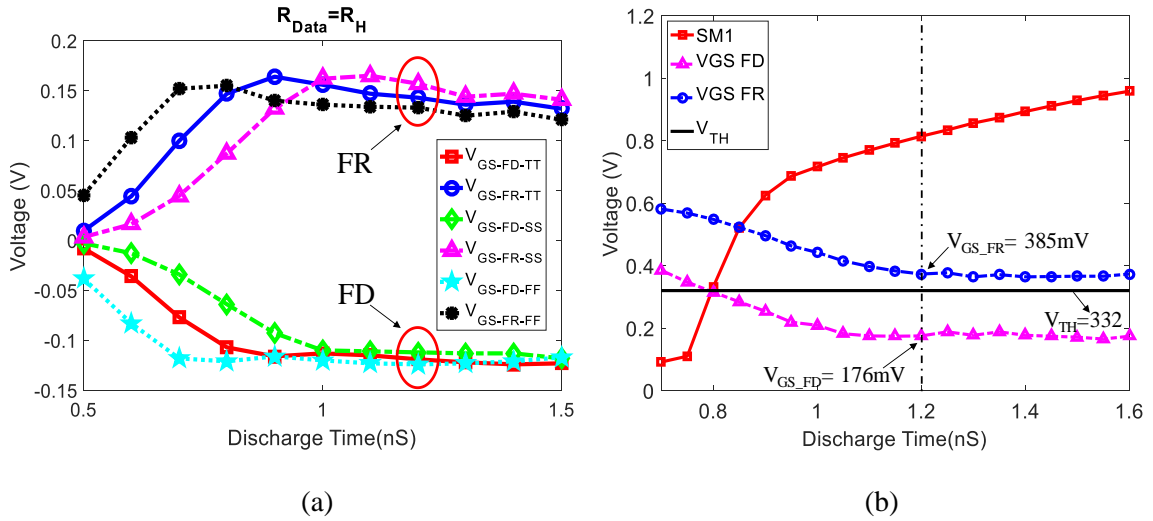 R_Data=R_H
0.2
0.15
0.1
0.05
0
-0.05
-0.1
-0.15
Voltage (V)
0.5
1
1.5
Discharge Time(nS)
FR
FD
V_GS-FD-TT
V_GS-FR-TT
V_GS-FD-SS
V_GS-FR-SS
V_GS-FD-FF
V_GS-FR-FF
(a)
1.2
1
0.8
0.6
0.4
0.2
0
Voltage (V)
0.8
1
1.2
1.4
1.6
Discharge Time(nS)
SM1
VGS FD
VGS FR
V_TH
V_GS_FR= 385mV
V_TH=332
V_GS_FD= 176mV
(b)